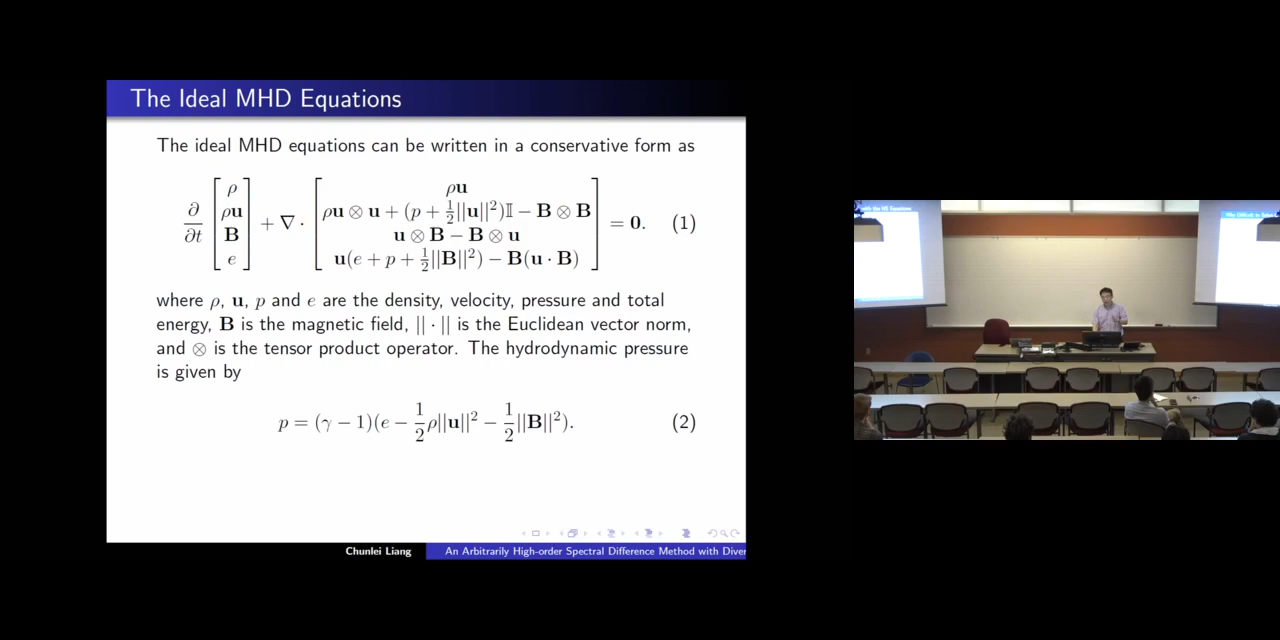 The Ideal MHD Equations
The ideal MHD equations can be written in a conservative form as
∂/∂t [ρ; ρ𝐮; 𝐁; e] + ∇ · [ρ𝐮; ρ𝐮 ⊗ 𝐮 + (p + ½||𝐮||²)𝕀 − 𝐁 ⊗ 𝐁; 𝐮 ⊗ 𝐁 − 𝐁 ⊗ 𝐮; 𝐮(e + p + ½||𝐁||²) − 𝐁(𝐮 · 𝐁)] = 𝟎. (1)
where ρ, 𝐮, p and e are the density, velocity, pressure and total
energy, 𝐁 is the magnetic field, || · || is the Euclidean vector norm,
and ⊗ is the tensor product operator. The hydrodynamic pressure
is given by
p = (γ − 1)(e − ½ρ||𝐮||² − ½||𝐁||²). (2)
Chunlei Liang
An Arbitrarily High-order Spectral Difference Method with Diver